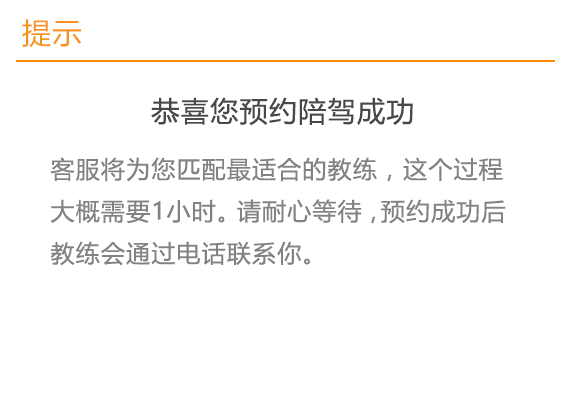 提示
恭喜您预约陪驾成功
客服将为您匹配最适合的教练，这个过程
大概需要1小时。请耐心等待,预约成功后
教练会通过电话联系你。